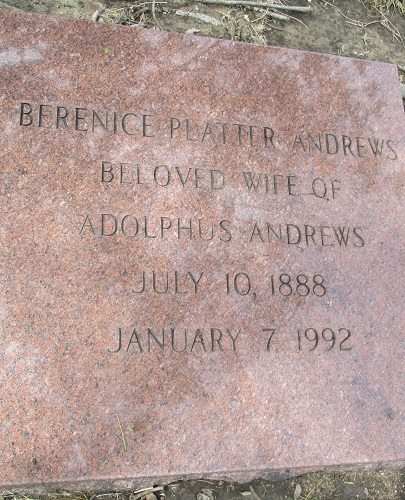 BERENICE PLATTER ANDREWS
BELOVED WIFE OF
ADOLPHUS ANDREWS
JULY 10, 1888
JANUARY 7 1992